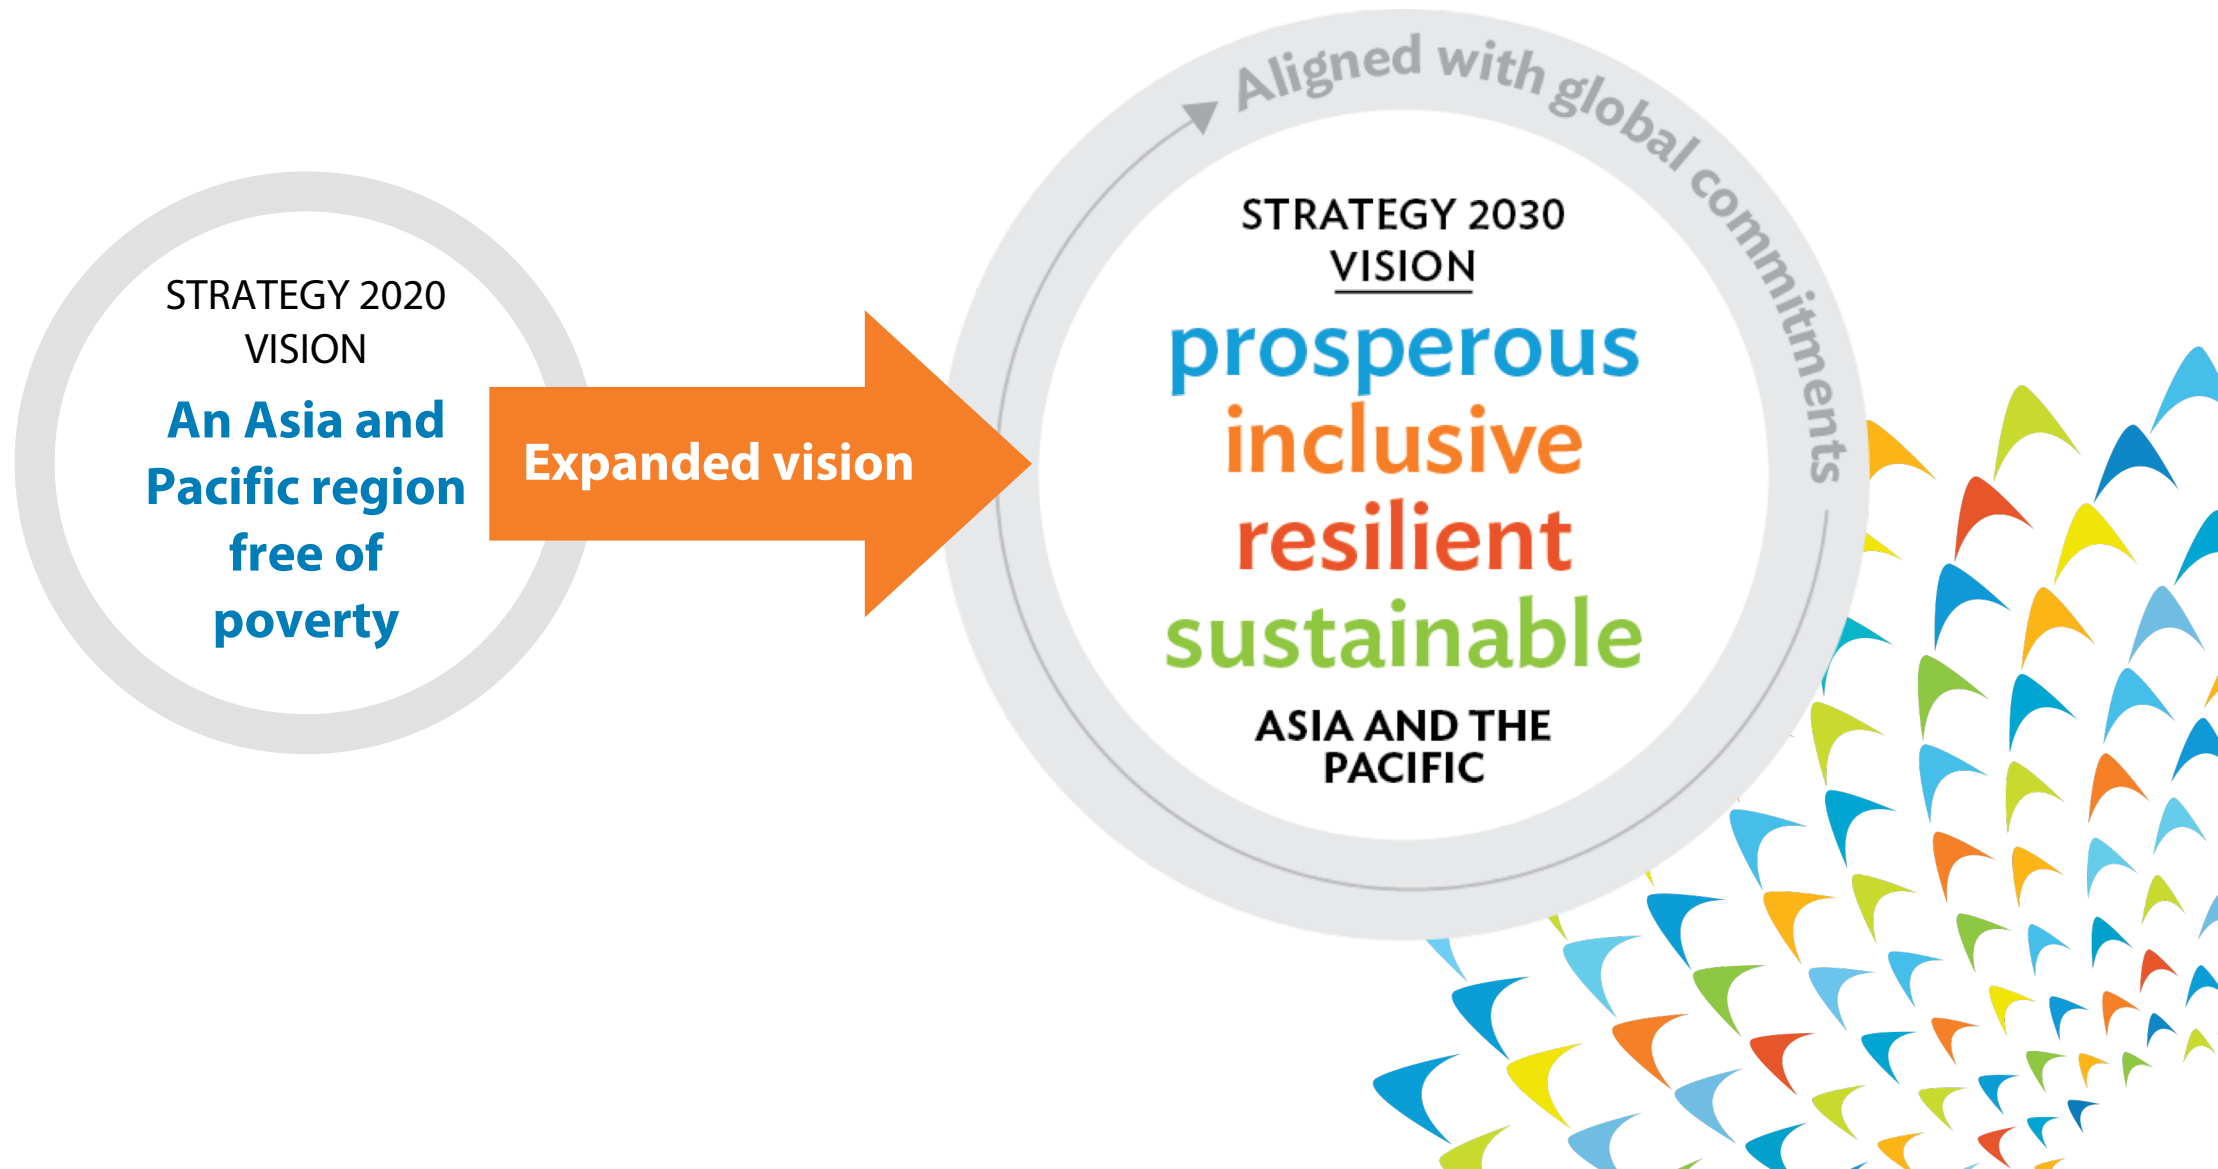 STRATEGY 2020
VISION
An Asia and
Pacific region
free of
poverty
Expanded vision
Aligned with global commitments
STRATEGY 2030
VISION
prosperous
inclusive
resilient
sustainable
ASIA AND THE
PACIFIC